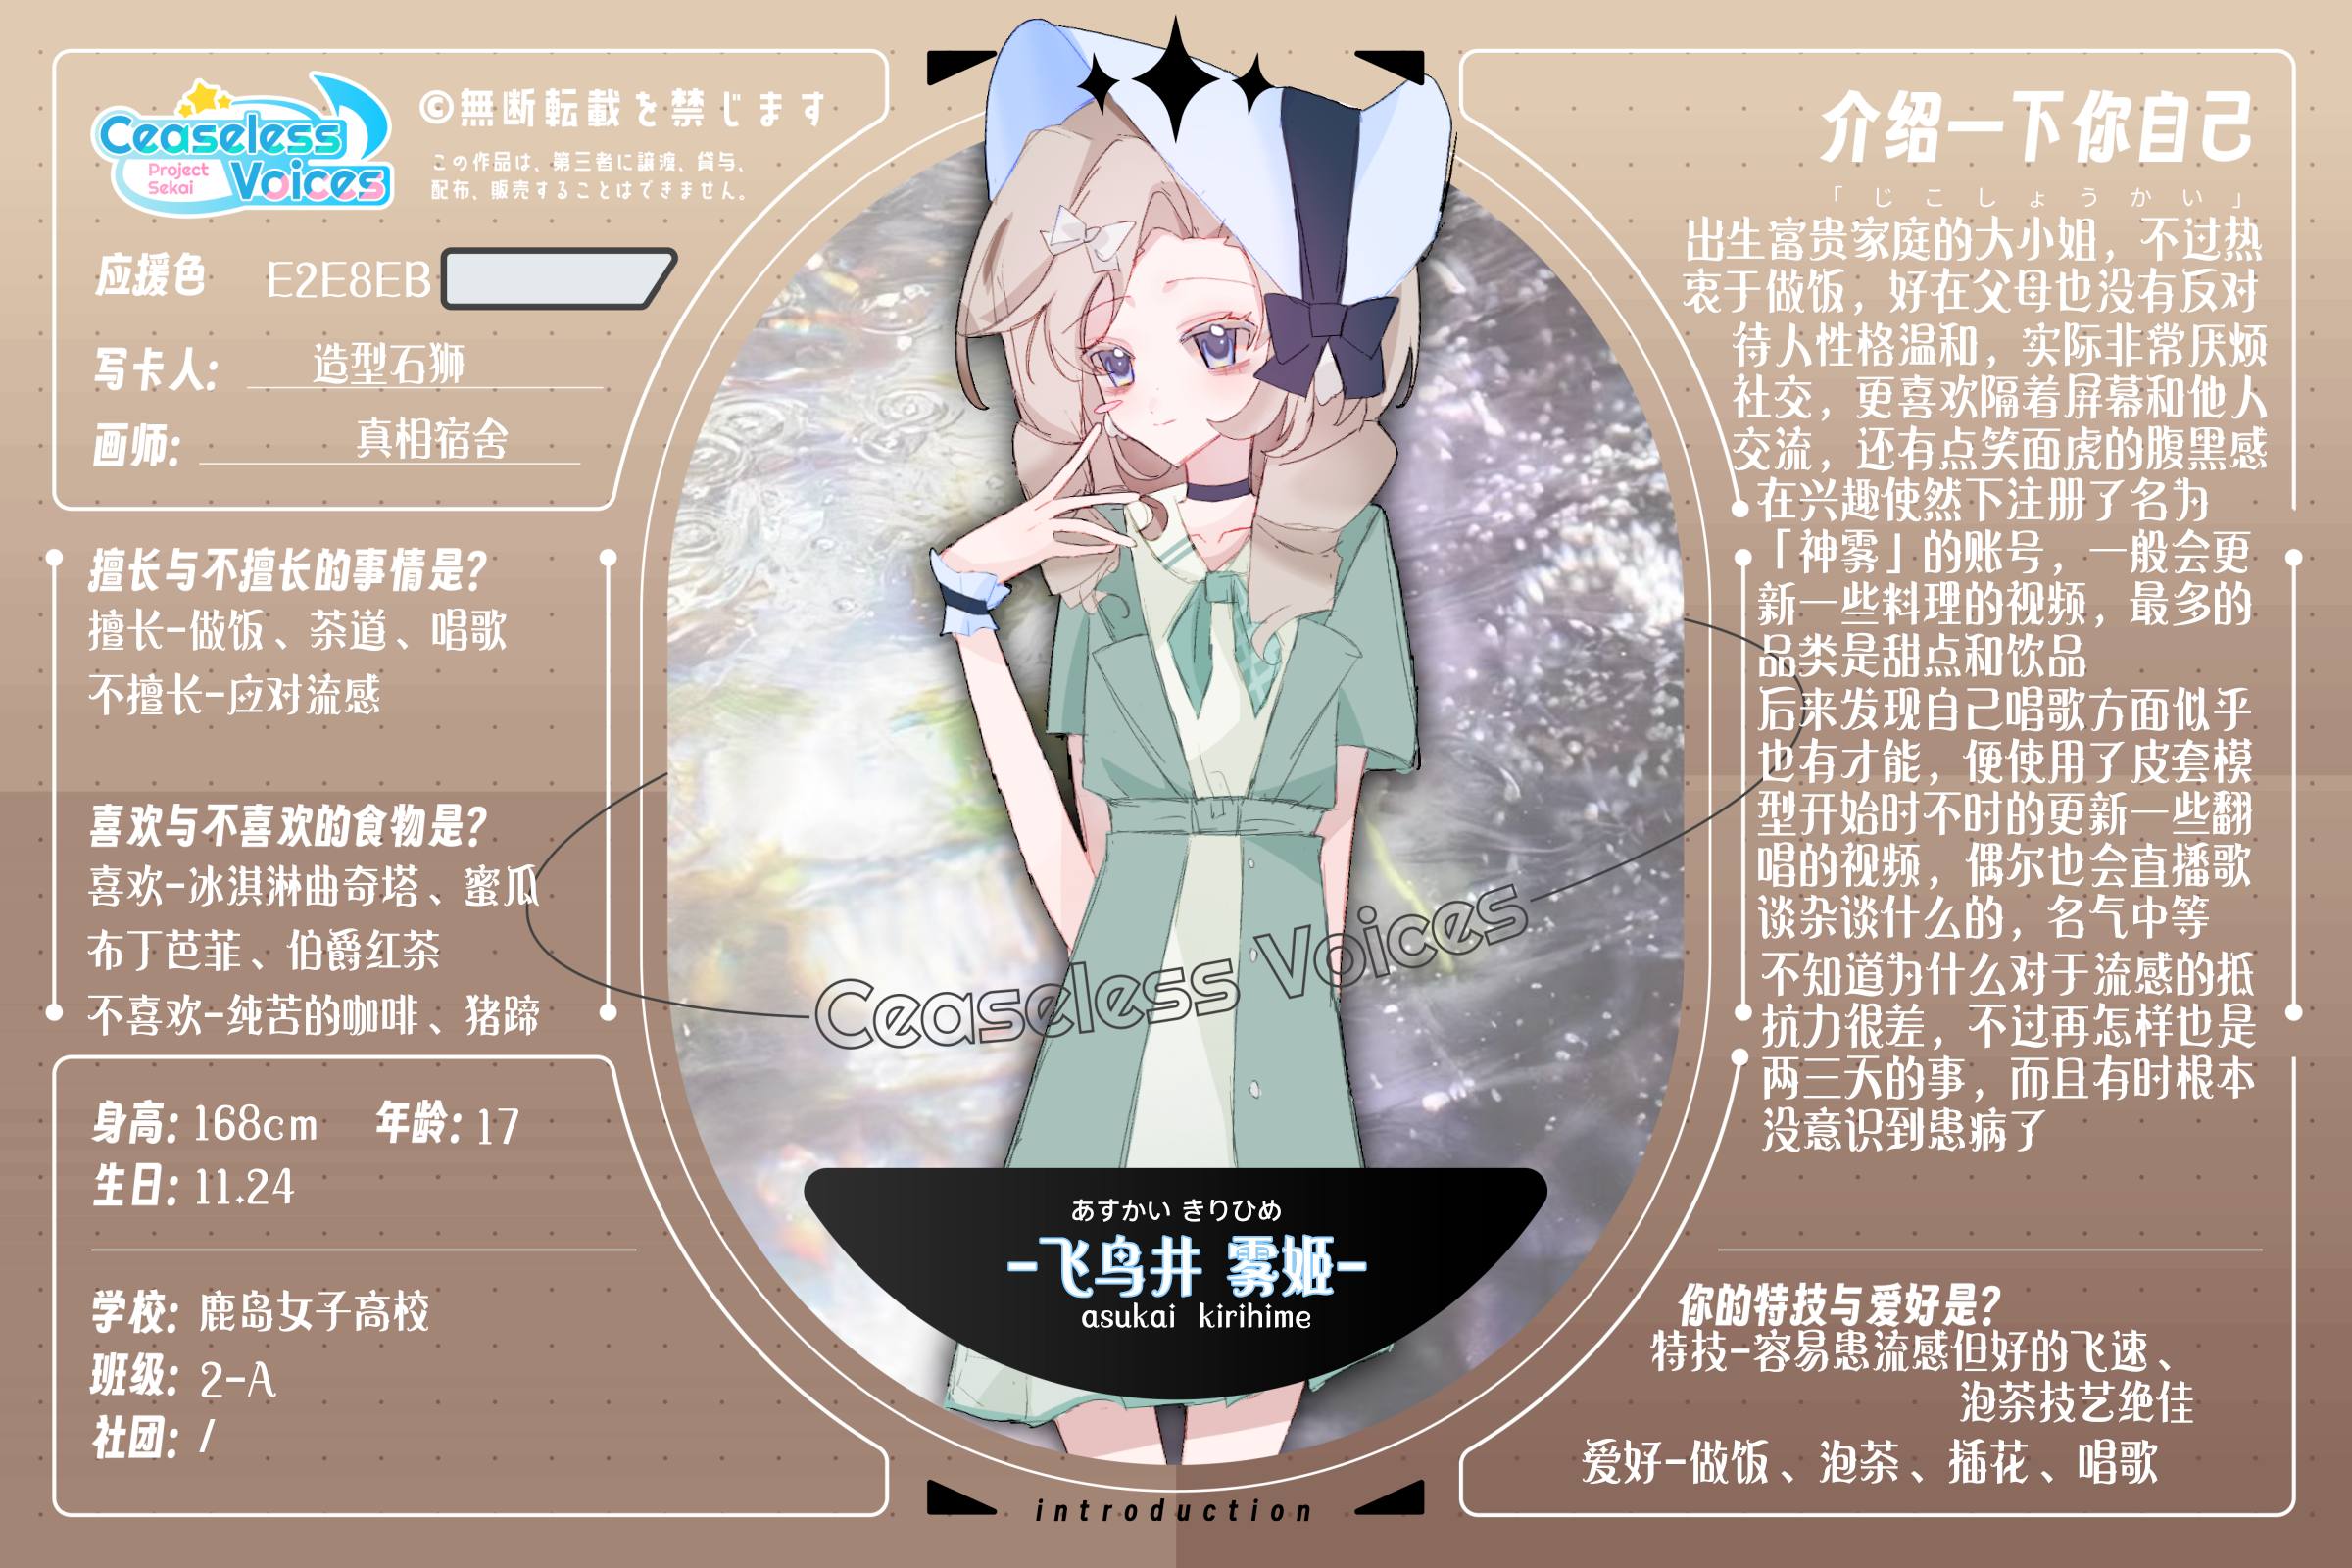 Ceaseless
Voices
Project
Sekai
©無断転載を禁じます
この作品は、第三者に譲渡、貸与、
配布、販売することはできません。
应援色 E2E8EB
写卡人: 造型石狮
画师: 真相宿舍
擅长与不擅长的事情是?
擅长-做饭、茶道、唱歌
不擅长-应对流感
喜欢与不喜欢的食物是?
喜欢-冰淇淋曲奇塔、蜜瓜
布丁芭菲、伯爵红茶
不喜欢-纯苦的咖啡、猪蹄
身高: 168cm 年龄: 17
生日: 11.24
学校: 鹿岛女子高校
班级: 2-A
社团: /
Ceaseless Voices
あすかい きりひめ
-飞鸟井 雾姬-
asukai kirihime
introduction
介绍一下你自己
「じこしょうかい」
出生富贵家庭的大小姐，不过热
衷于做饭，好在父母也没有反对
待人性格温和，实际非常厌烦
社交，更喜欢隔着屏幕和他人
交流，还有点笑面虎的腹黑感
在兴趣使然下注册了名为
「神雾」的账号，一般会更
新一些料理的视频，最多的
品类是甜点和饮品
后来发现自己唱歌方面似乎
也有才能，便使用了皮套模
型开始时不时的更新一些翻
唱的视频，偶尔也会直播歌
谈杂谈什么的，名气中等
不知道为什么对于流感的抵
抗力很差，不过再怎样也是
两三天的事，而且有时根本
没意识到患病了
你的特技与爱好是?
特技-容易患流感但好的飞速、
泡茶技艺绝佳
爱好-做饭、泡茶、插花、唱歌